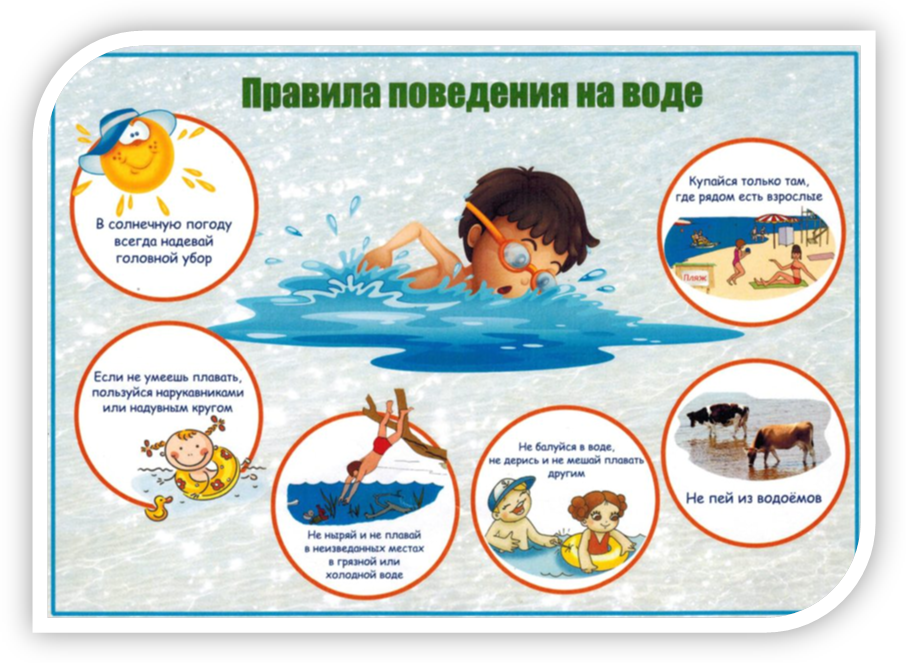 Правила поведения на воде
В солнечную погоду
всегда надевай
головной убор
Купайся только там,
где рядом есть взрослые
Пляж
Если не умеешь плавать,
пользуйся нарукавниками
или надувным кругом
Не ныряй и не плавай
в неизведанных местах
в грязной или
холодной воде
Не балуйся в воде,
не дерись и не мешай плавать
другим
Не пей из водоёмов